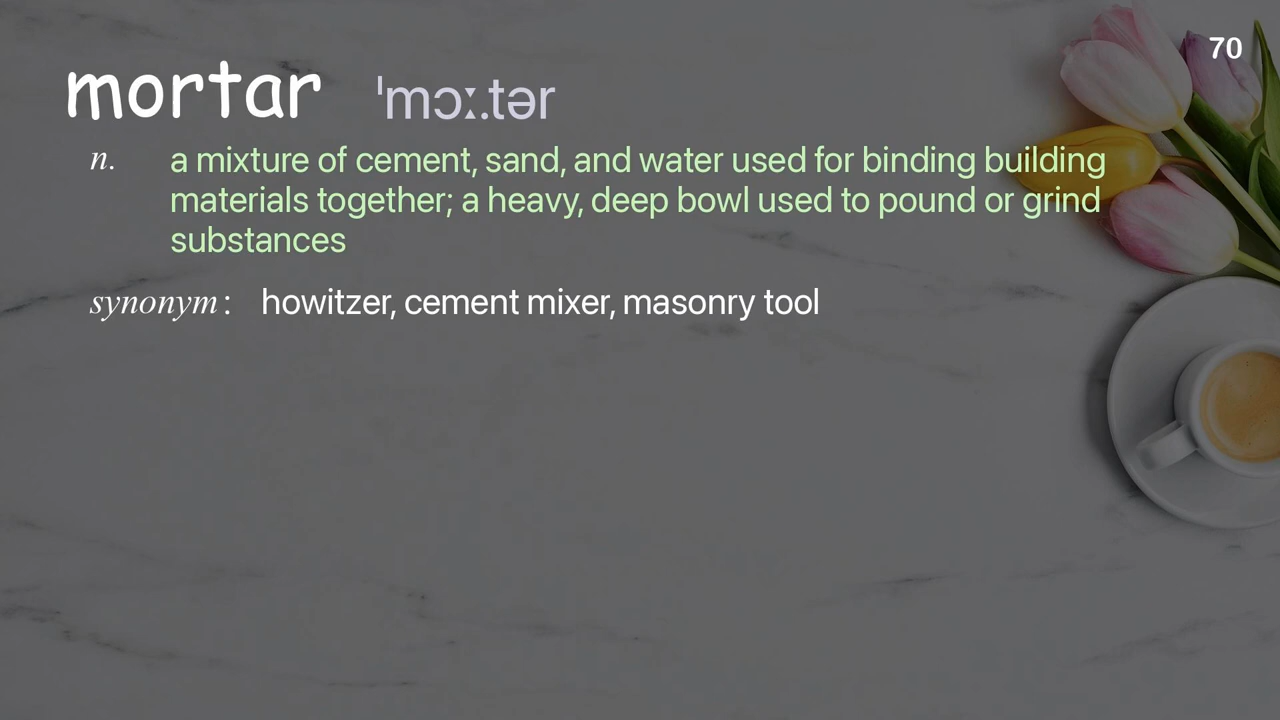 70
mortar ˈmɔː.tər
n. a mixture of cement, sand, and water used for binding building
materials together; a heavy, deep bowl used to pound or grind
substances
synonym : howitzer, cement mixer, masonry tool